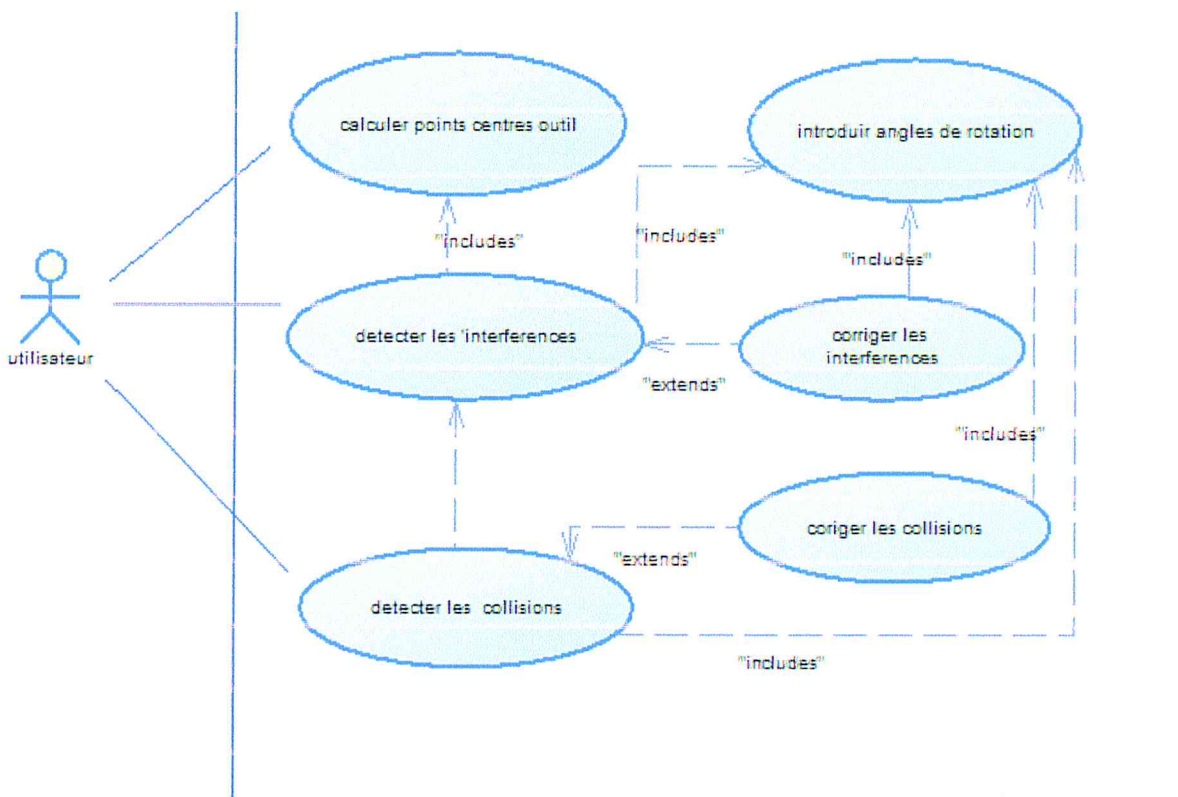 calculer points centres outil
introduir angles de rotation
"includes"
"includes"
"includes"
utilisateur
detecter les 'interferences
corriger les
interferences
"extends"
"includes"
coriger les collisions
"extends"
detecter les collisions
"includes"